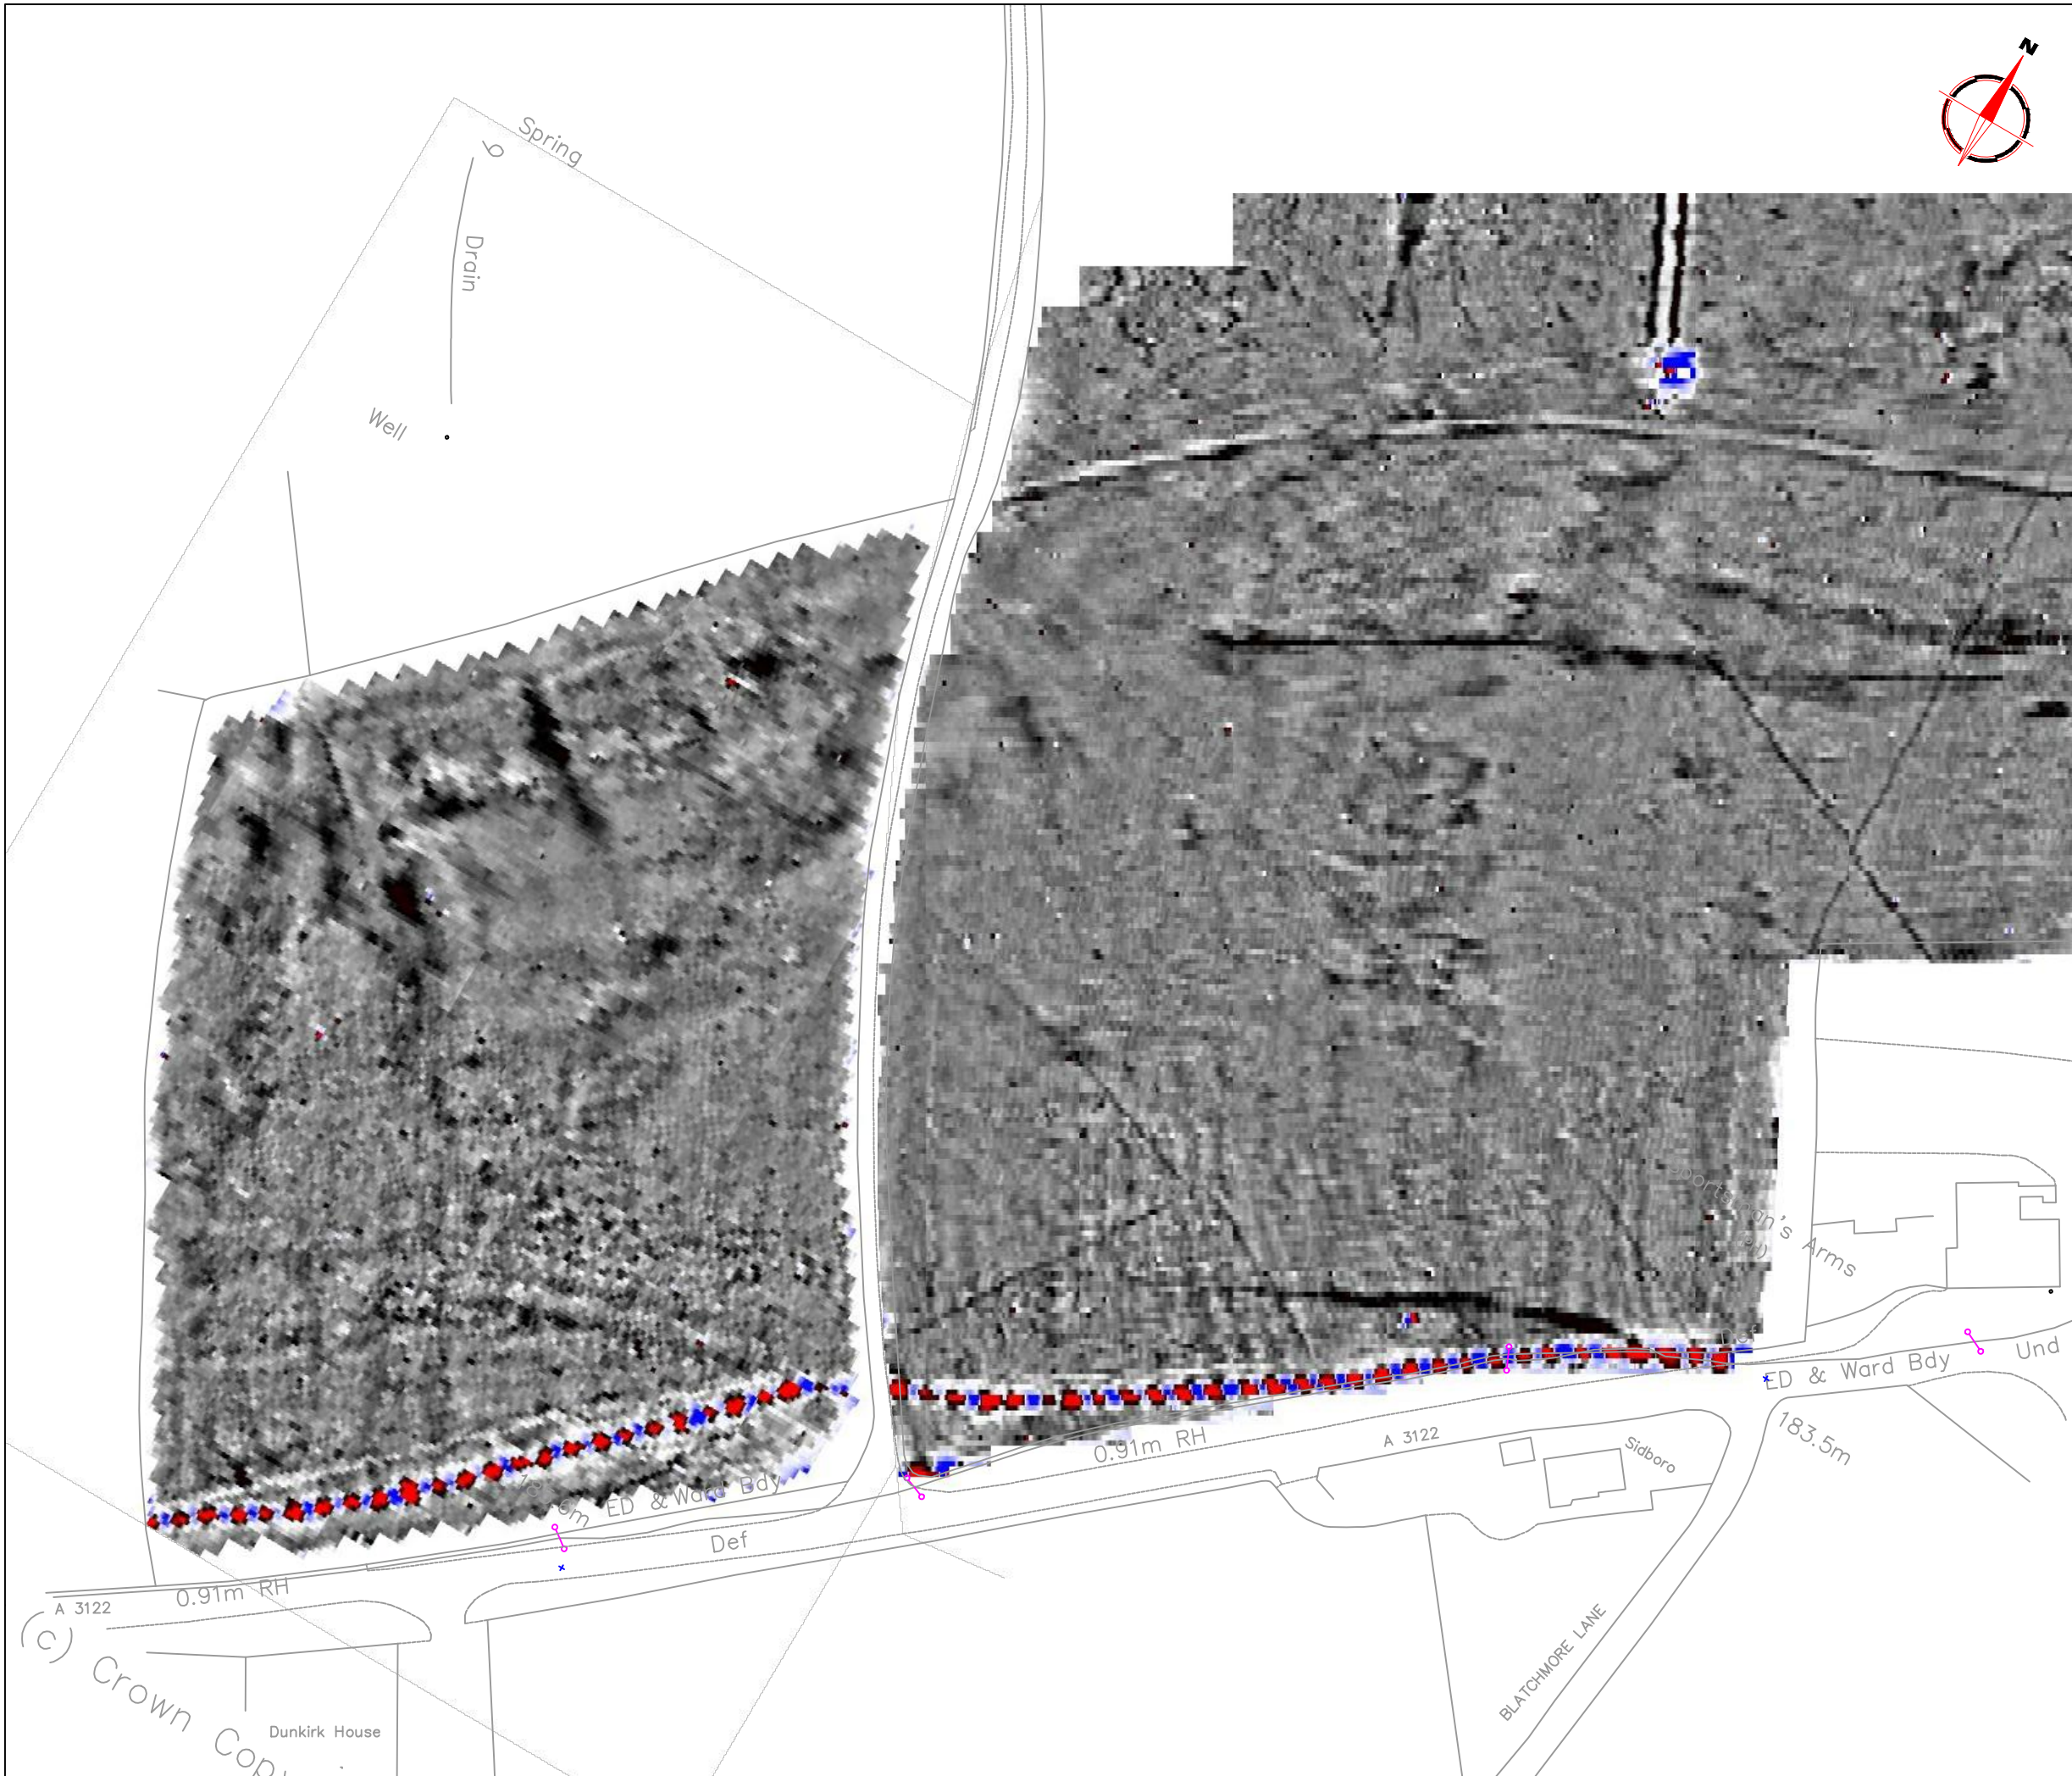 N
Spring
Drain
Well
Arms
ED & Ward Bdy
Und
183.5m
0.91m RH
A 3122
Sidboro
ED & Ward Bdy
Def
0.91m RH
A 3122
(c) Crown
BLATCHMORE LANE
Dunkirk House